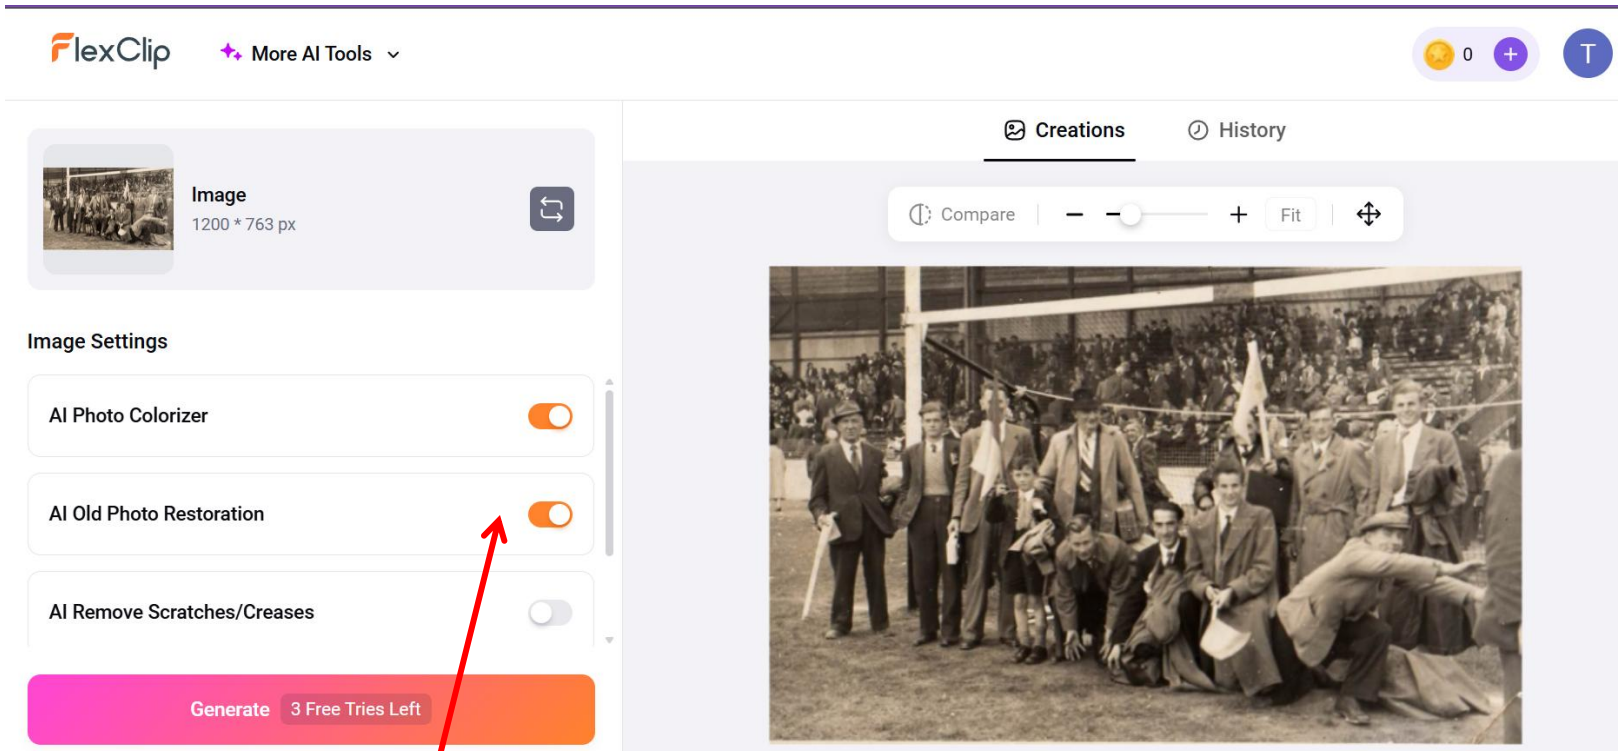 FlexClip
More AI Tools
0
T
Creations
History
Image
1200 * 763 px
Compare
Fit
Image Settings
AI Photo Colorizer
AI Old Photo Restoration
AI Remove Scratches/Creases
Generate 3 Free Tries Left